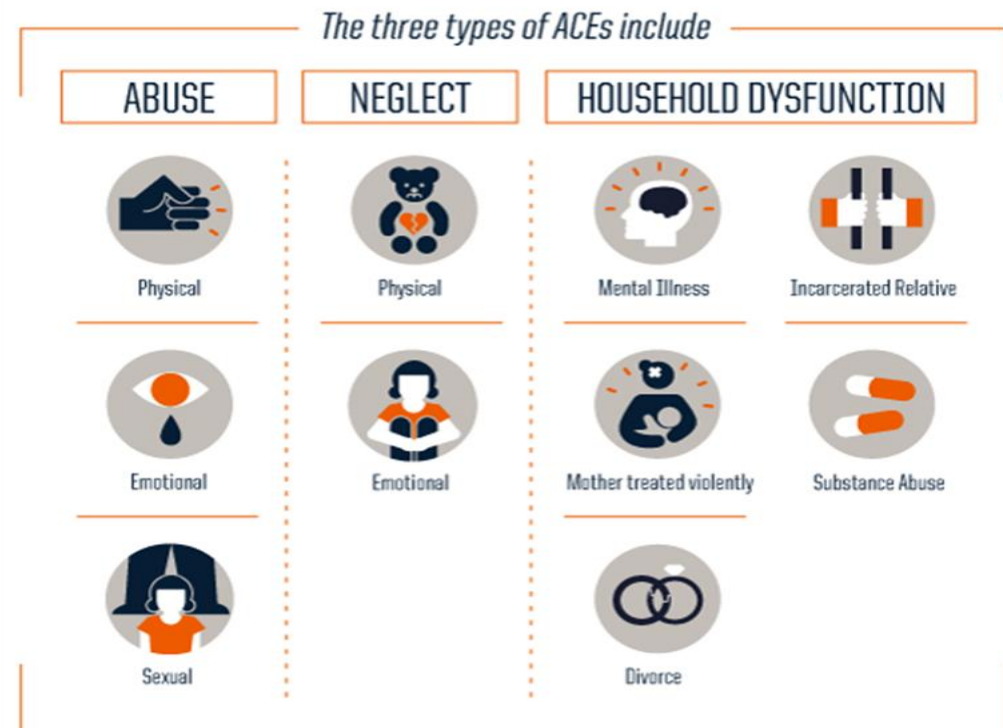 The three types of ACEs include
ABUSE
NEGLECT
HOUSEHOLD DYSFUNCTION
Physical
Physical
Mental Illness
Incarcerated Relative
Emotional
Emotional
Mother treated violently
Substance Abuse
Sexual
Divorce